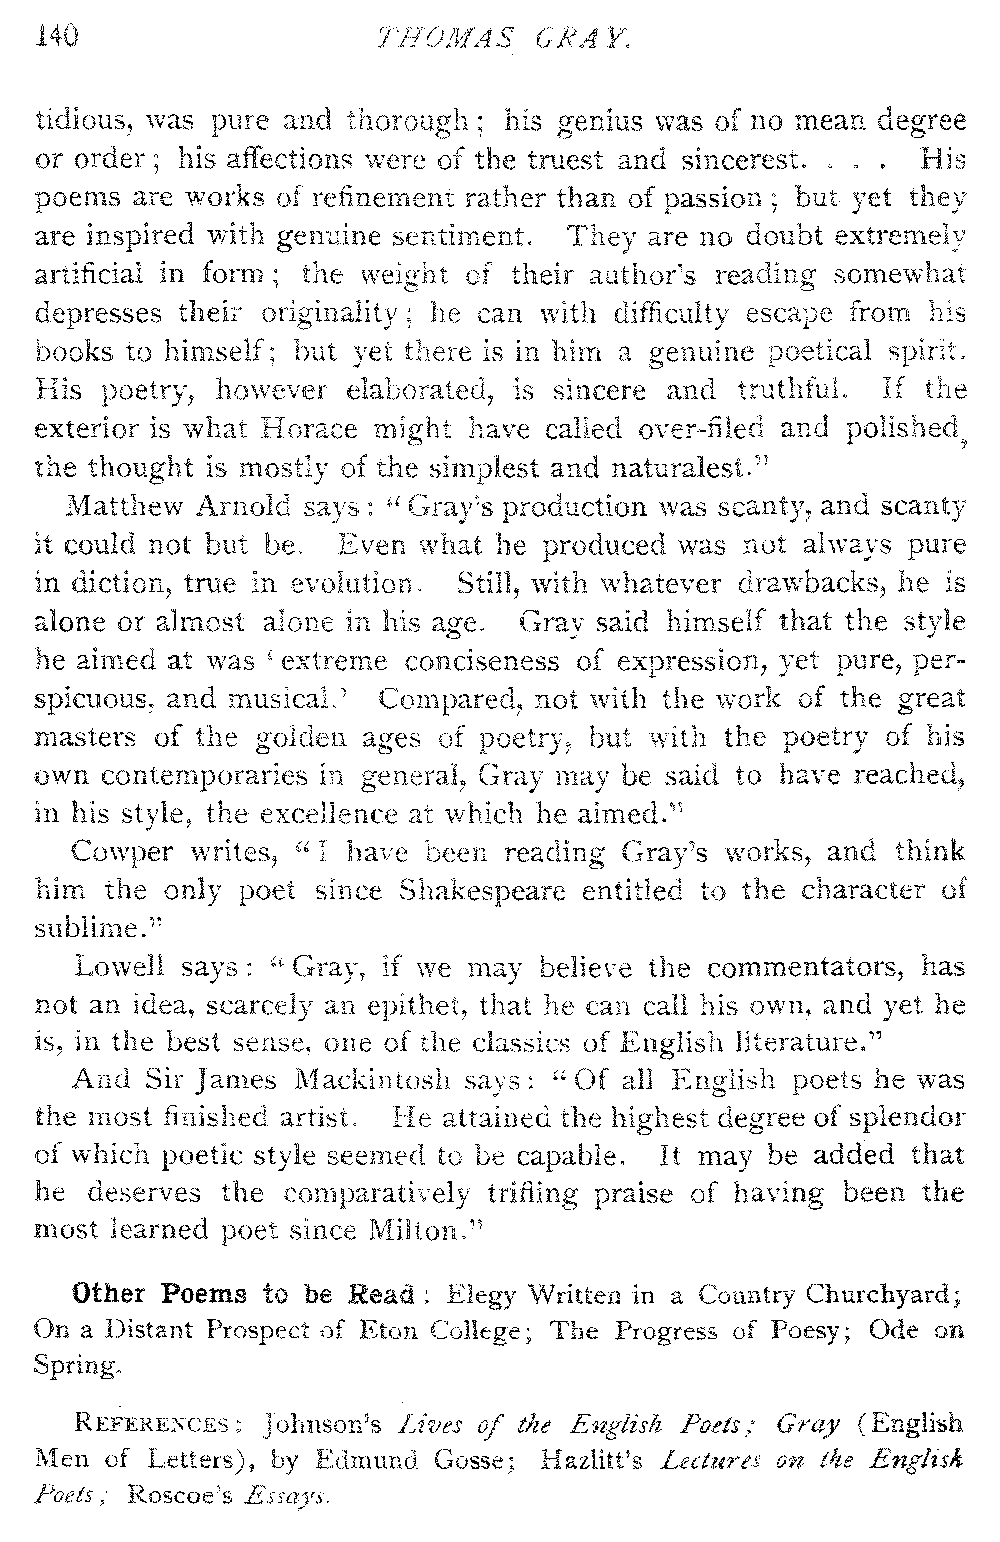 140 THOMAS GRAY.
tidious, was pure and thorough; his genius was of no mean degree
or order; his affections were of the truest and sincerest. . . . His
poems are works of refinement rather than of passion; but yet they
are inspired with genuine sentiment. They are no doubt extremely
artificial in form; the weight of their author's reading somewhat
depresses their originality; he can with difficulty escape from his
books to himself; but yet there is in him a genuine poetical spirit.
His poetry, however elaborated, is sincere and truthful. If the
exterior is what Horace might have called over-filed and polished,
the thought is mostly of the simplest and naturalest."
Matthew Arnold says: "Gray's production was scanty, and scanty
it could not but be. Even what he produced was not always pure
in diction, true in evolution. Still, with whatever drawbacks, he is
alone or almost alone in his age. Gray said himself that the style
he aimed at was 'extreme conciseness of expression, yet pure, per-
spicuous, and musical.' Compared, not with the work of the great
masters of the golden ages of poetry, but with the poetry of his
own contemporaries in general, Gray may be said to have reached,
in his style, the excellence at which he aimed."
Cowper writes, "I have been reading Gray's works, and think
him the only poet since Shakespeare entitled to the character of
sublime."
Lowell says: "Gray, if we may believe the commentators, has
not an idea, scarcely an epithet, that he can call his own, and yet he
is, in the best sense, one of the classics of English literature."
And Sir James Mackintosh says: "Of all English poets he was
the most finished artist. He attained the highest degree of splendor
of which poetic style seemed to be capable. It may be added that
he deserves the comparatively trifling praise of having been the
most learned poet since Milton."
Other Poems to be Read: Elegy Written in a Country Churchyard;
On a Distant Prospect of Eton College; The Progress of Poesy; Ode on
Spring.
REFERENCES: Johnson's Lives of the English Poets; Gray (English
Men of Letters), by Edmund Gosse; Hazlitt's Lectures on the English
Poets; Roscoe's Essays.